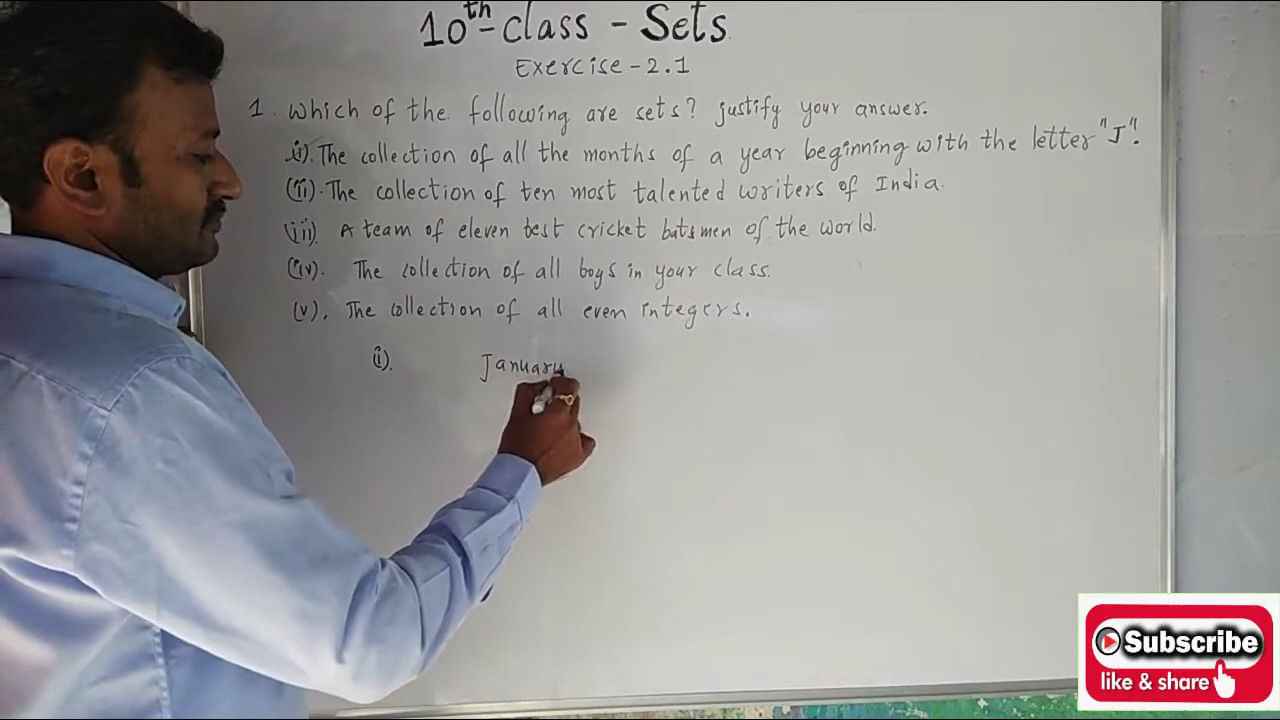 10th-class - Sets
Exercise-2.1
1. Which of the following are sets? justify your answer.
(i). The collection of all the months of a year beginning with the letter "J".
(ii). The collection of ten most talented writers of India.
(iii). A team of eleven best cricket batsmen of the world.
(iv). The collection of all boys in your class.
(v). The collection of all even integers.
(i). January
Subscribe
like & share